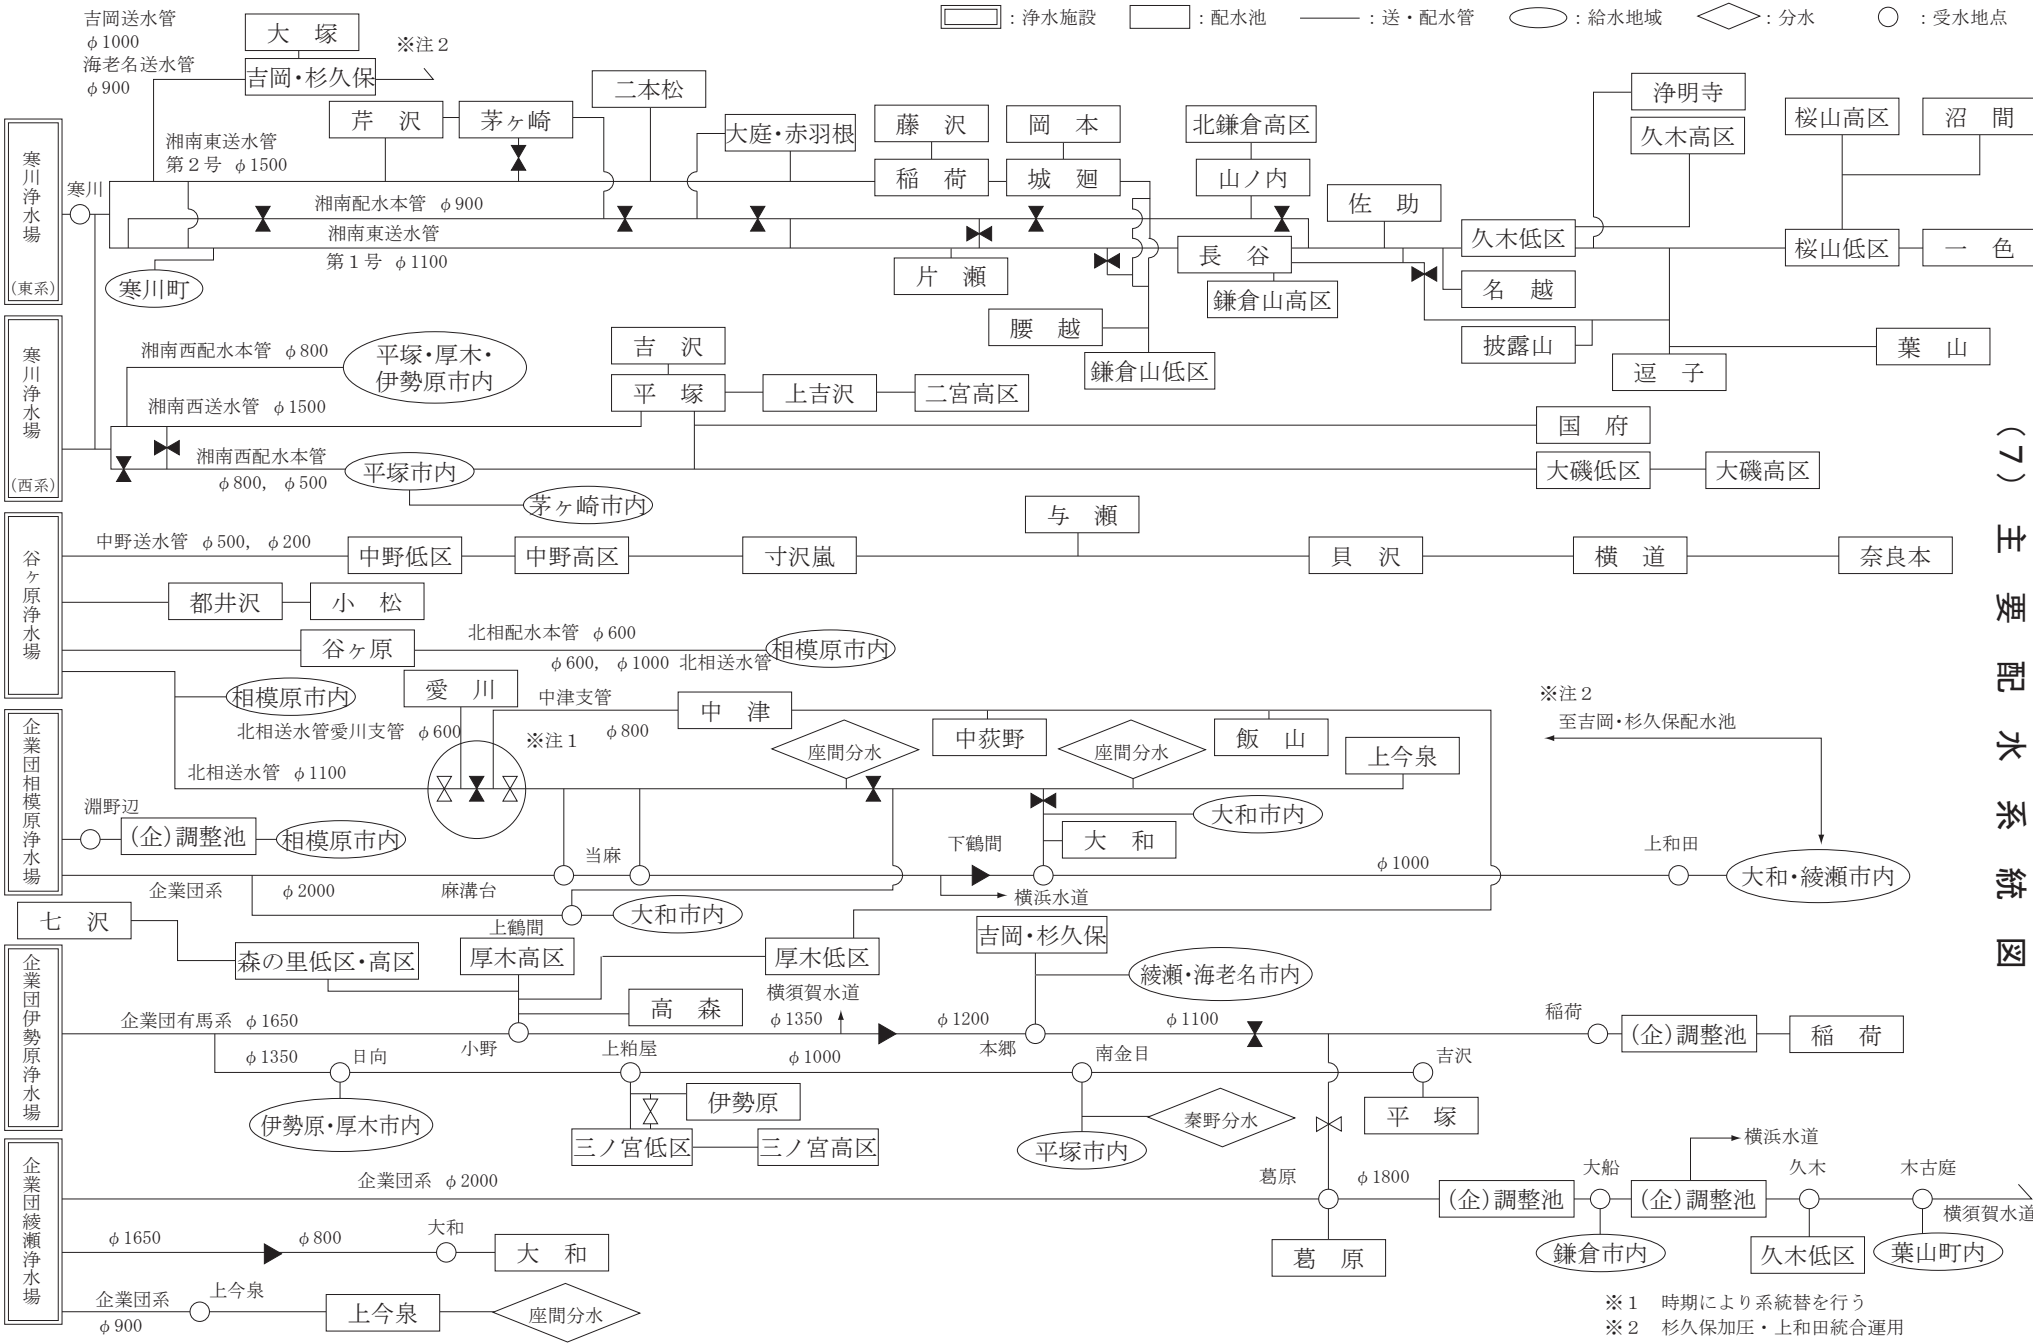 ：浄水施設
：配水池
：送・配水管
：給水地域
：分水
：受水地点
(7) 主要配水系統図
吉岡送水管
φ1000
海老名送水管
φ900
大塚
吉岡・杉久保
※注2
芹沢
茅ヶ崎
二本松
大庭・赤羽根
藤沢
稲荷
岡本
城廻
北鎌倉高区
山ノ内
佐助
浄明寺
久木高区
桜山高区
沼間
寒川浄水場
(東系)
寒川
湘南東送水管
第2号 φ1500
湘南配水本管 φ900
湘南東送水管
第1号 φ1100
寒川町
片瀬
長谷
鎌倉山高区
久木低区
名越
桜山低区
一色
腰越
鎌倉山低区
披露山
逗子
葉山
寒川浄水場
(西系)
湘南西配水本管 φ800
平塚・厚木・
伊勢原市内
湘南西送水管 φ1500
吉沢
平塚
上吉沢
二宮高区
国府
湘南西配水本管
φ800, φ500
平塚市内
茅ヶ崎市内
大磯低区
大磯高区
谷ヶ原浄水場
中野送水管 φ500, φ200
中野低区
中野高区
寸沢嵐
与瀬
貝沢
横道
奈良本
都井沢
小松
谷ヶ原
北相配水本管 φ600
相模原市内
φ600, φ1000 北相送水管
相模原市内
愛川
中津支管
φ800
中津
北相送水管愛川支管 φ600
※注1
座間分水
中荻野
座間分水
飯山
上今泉
※注2
至吉岡・杉久保配水池
北相送水管 φ1100
企業団相模原浄水場
淵野辺
(企)調整池
相模原市内
当麻
下鶴間
大和市内
大和
φ1000
上和田
大和・綾瀬市内
企業団系
φ2000
麻溝台
上鶴間
大和市内
横浜水道
七沢
企業団伊勢原浄水場
森の里低区・高区
厚木高区
厚木低区
高森
吉岡・杉久保
綾瀬・海老名市内
横須賀水道
企業団有馬系 φ1650
φ1350
φ1200
φ1100
稲荷
(企)調整池
稲荷
小野
本郷
φ1350
日向
上粕屋
φ1000
南金目
吉沢
伊勢原・厚木市内
伊勢原
三ノ宮低区
三ノ宮高区
平塚市内
秦野分水
平塚
企業団綾瀬浄水場
企業団系 φ2000
葛原
φ1800
(企)調整池
大船
(企)調整池
横浜水道
久木
木古庭
横須賀水道
葛原
鎌倉市内
久木低区
葉山町内
φ1650
φ800
大和
大和
企業団系
φ900
上今泉
上今泉
座間分水
※1 時期により系統替を行う
※2 杉久保加圧・上和田統合運用